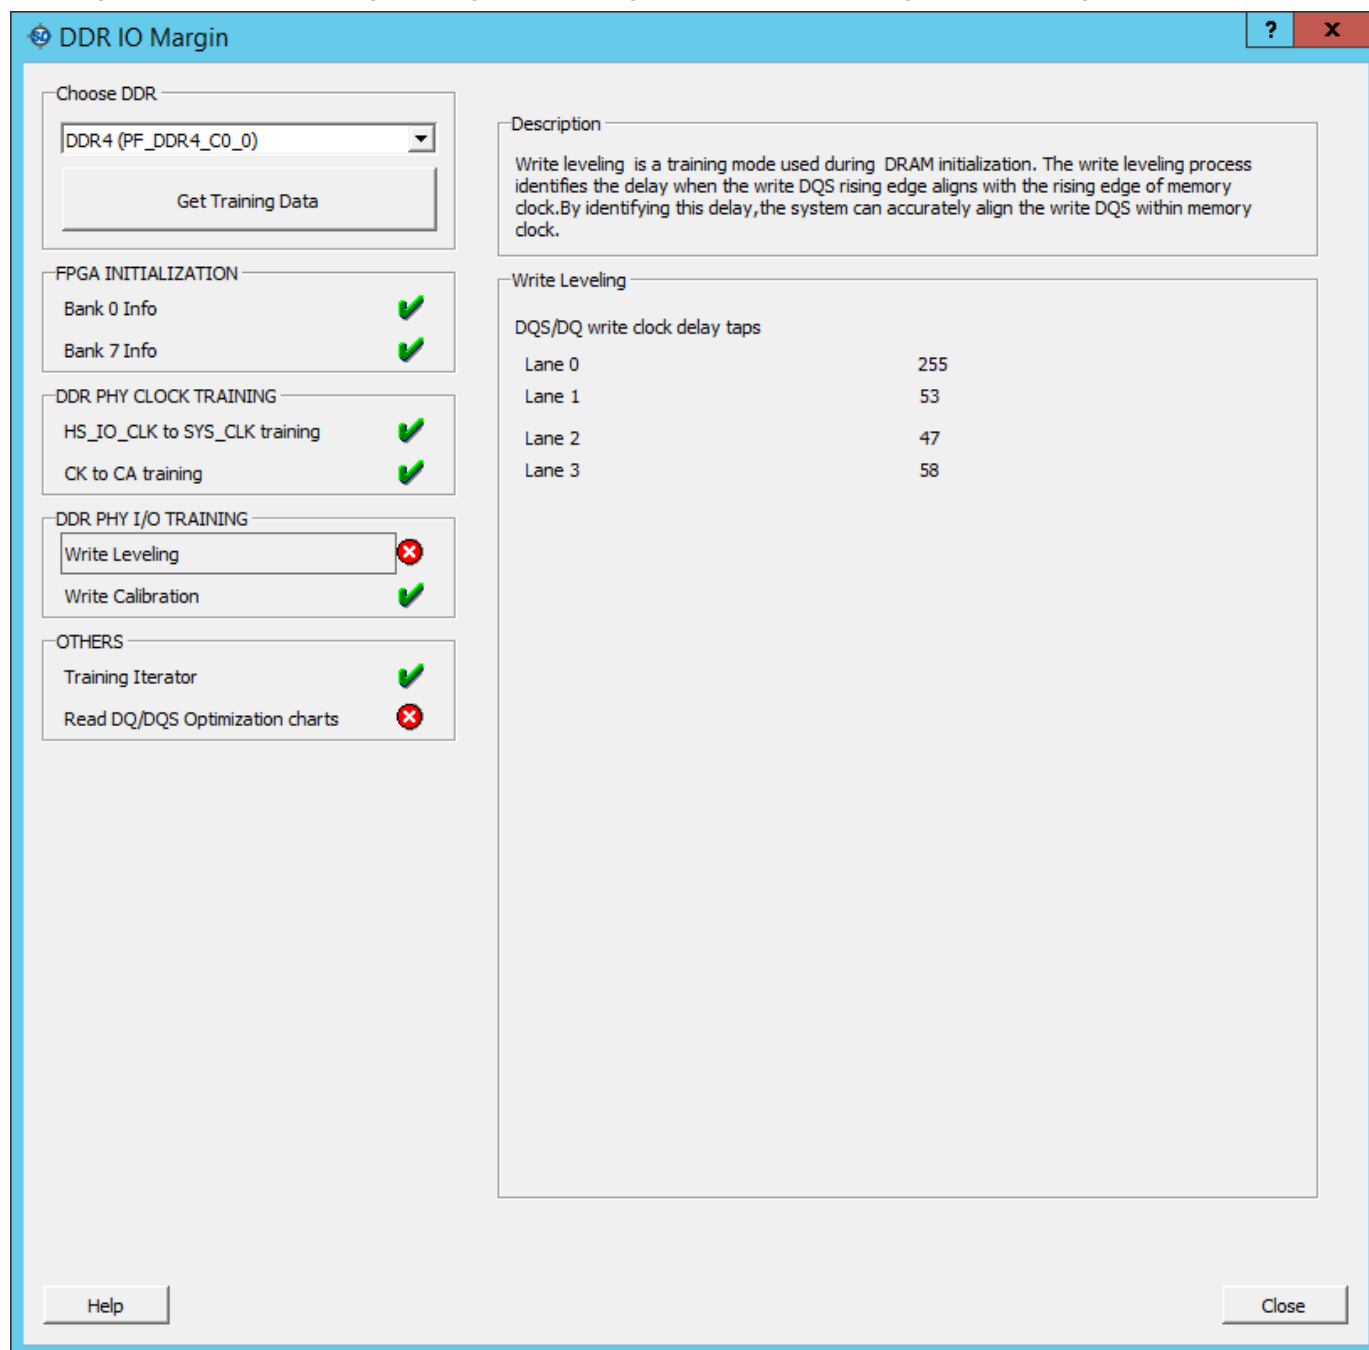 DDR IO Margin
?
x
Choose DDR
DDR4 (PF_DDR4_C0_0)
Get Training Data
FPGA INITIALIZATION
Bank 0 Info
Bank 7 Info
DDR PHY CLOCK TRAINING
HS_IO_CLK to SYS_CLK training
CK to CA training
DDR PHY I/O TRAINING
Write Leveling
Write Calibration
OTHERS
Training Iterator
Read DQ/DQS Optimization charts
Description
Write leveling  is a training mode used during  DRAM initialization. The write leveling process
identifies the delay when the write DQS rising edge aligns with the rising edge of memory
clock.By identifying this delay,the system can accurately align the write DQS within memory
clock.
Write Leveling
DQS/DQ write clock delay taps
Lane 0 255
Lane 1 53
Lane 2 47
Lane 3 58
Help
Close